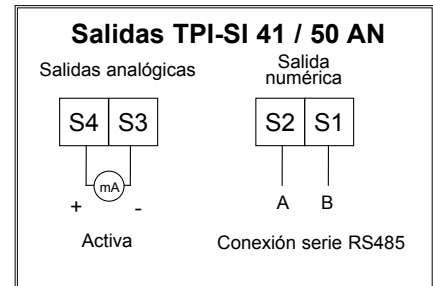 Salidas TPI-SI 41 / 50 AN
Salidas analógicas
S4 S3
mA
+ -
Activa
Salida
numérica
S2 S1
A B
Conexión serie RS485